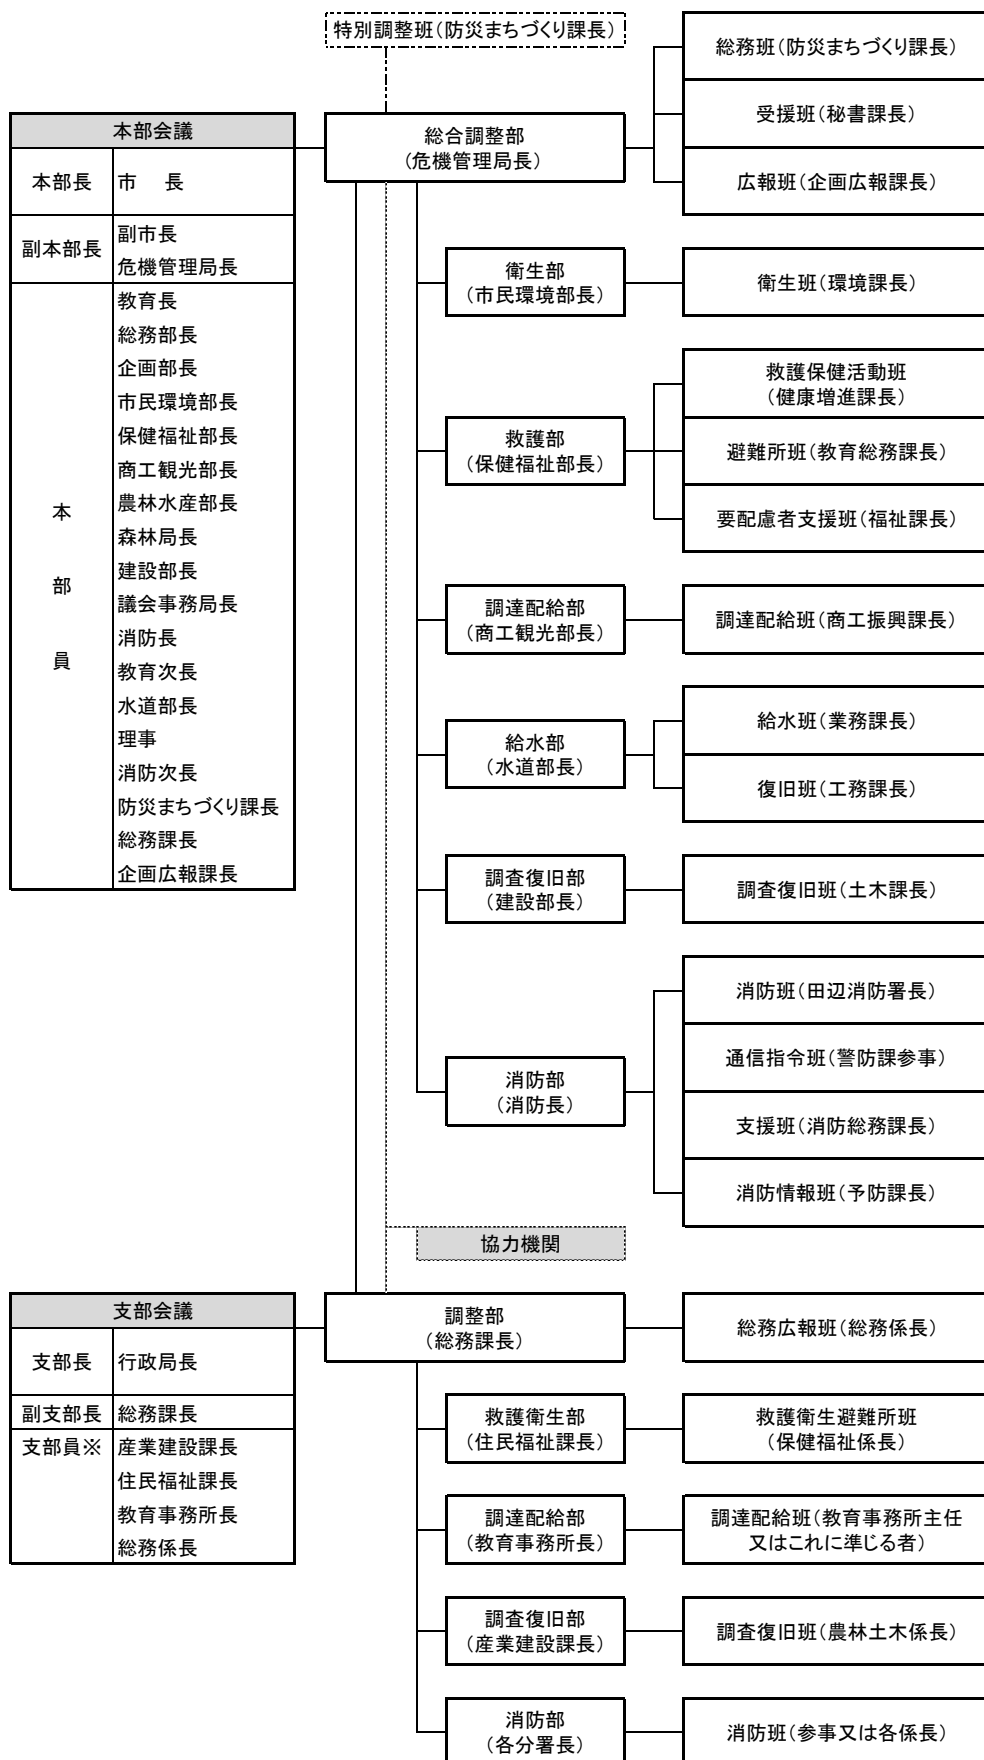 特別調整班(防災まちづくり課長)
総務班(防災まちづくり課長)
受援班(秘書課長)
広報班(企画広報課長)
本部会議
本部長 市 長
副本部長 副市長
危機管理局長
本部員
教育長
総務部長
企画部長
市民環境部長
保健福祉部長
商工観光部長
農林水産部長
森林局長
建設部長
議会事務局長
消防長
教育次長
水道部長
理事
消防次長
防災まちづくり課長
総務課長
企画広報課長
総合調整部
(危機管理局長)
衛生部
(市民環境部長)
衛生班(環境課長)
救護部
(保健福祉部長)
救護保健活動班
(健康増進課長)
避難所班(教育総務課長)
要配慮者支援班(福祉課長)
調達配給部
(商工観光部長)
調達配給班(商工振興課長)
給水部
(水道部長)
給水班(業務課長)
復旧班(工務課長)
調査復旧部
(建設部長)
調査復旧班(土木課長)
消防部
(消防長)
消防班(田辺消防署長)
通信指令班(警防課参事)
支援班(消防総務課長)
消防情報班(予防課長)
協力機関
支部会議
支部長 行政局長
副支部長 総務課長
支部員※ 産業建設課長
住民福祉課長
教育事務所長
総務係長
調整部
(総務課長)
総務広報班(総務係長)
救護衛生部
(住民福祉課長)
救護衛生避難所班
(保健福祉係長)
調達配給部
(教育事務所長)
調達配給班(教育事務所主任
又はこれに準じる者)
調査復旧部
(産業建設課長)
調査復旧班(農林土木係長)
消防部
(各分署長)
消防班(参事又は各係長)